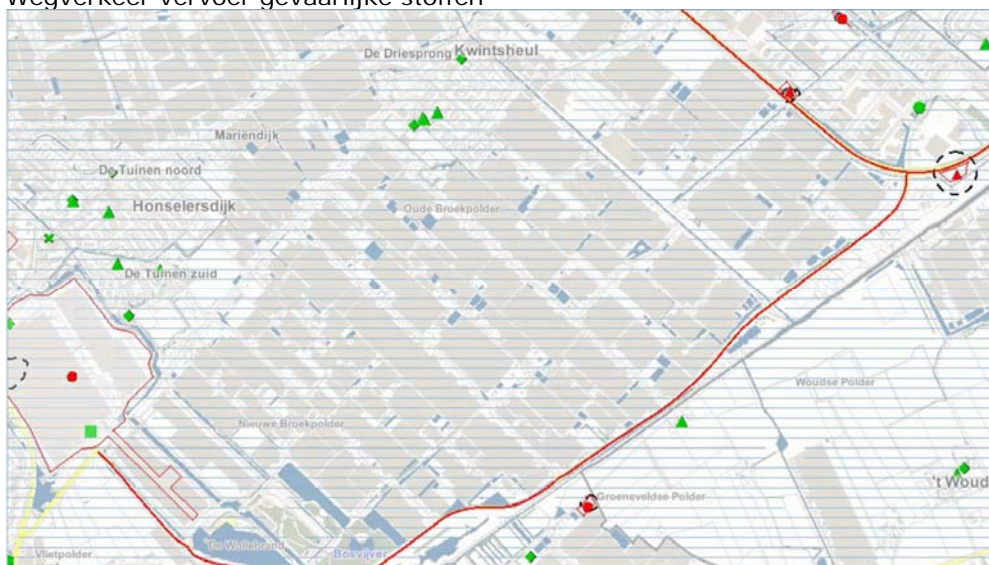 Wegverkeer vervoer gevaarlijke stoffen
De Driesprong Kwintsheul
Mariendijk
De Tuinen noord
Honselersdijk
Oude Broekpolder
De Tuinen zuid
Woudse Polder
Nieuwe Broekpolder
't Woud
Groeneveldse Polder
De Wollebrand
Bosvijver
Vlietpolder